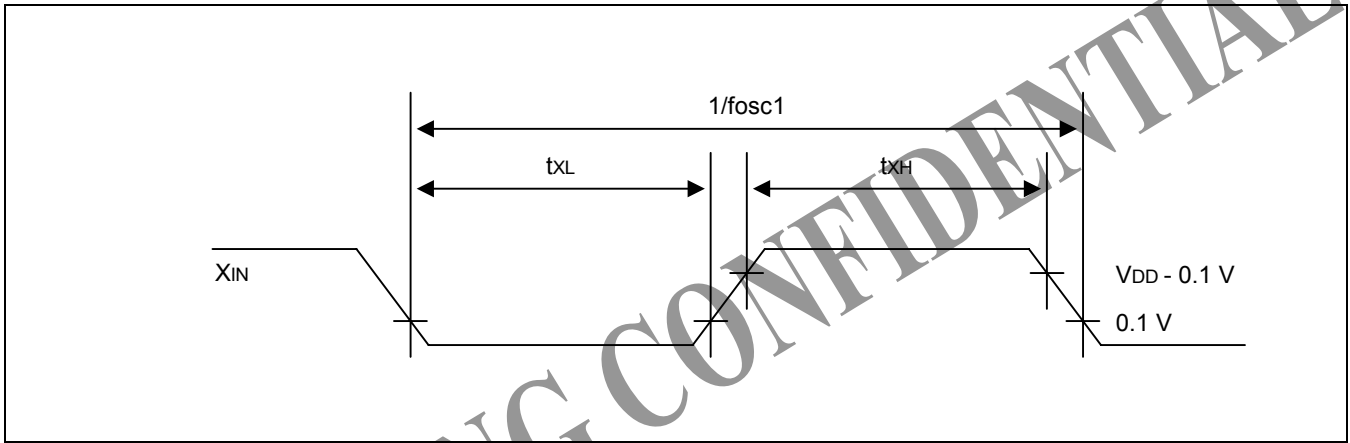 1/fosc1
tXL
tXH
XIN
VDD - 0.1 V
0.1 V
NG CONFIDENTIAL